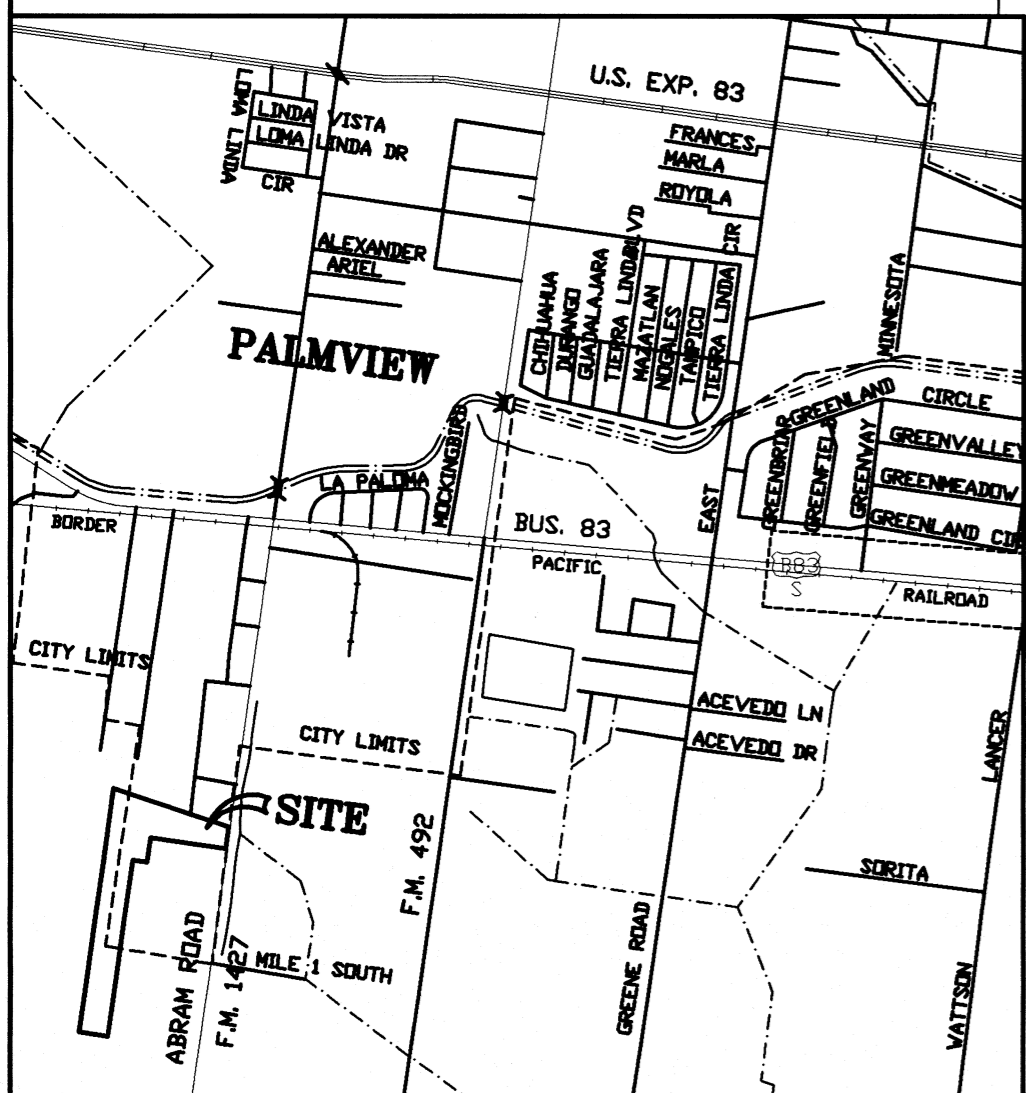 U.S. EXP. 83
LOMA LINDA
LINDA VISTA
LOMA LINDA DR
CIR
FRANCES
MARLA
ROYOLA
ALEXANDER
ARIEL
CHIHUAHUA
DURANGO
GUADALAJARA
TIERRA LINDA BLVD
MAZATLAN
NOGALES
TAMPICO
TIERRA LINDA CIR
MINNESOTA
PALMVIEW
GREENLAND
CIRCLE
MOCKINGBIRD
LA PALOMA
GREENBRIAR
GREENFIELD
GREENWAY
GREENVALLEY
GREENMEADOW
GREENLAND CIR
BORDER
BUS. 83
EAST
PACIFIC
B83
S
RAILROAD
CITY LIMITS
ACEVEDO LN
ACEVEDO DR
LANCER
CITY LIMITS
SITE
F.M. 492
SORITA
ABRAM ROAD
F.M. 1427
MILE 1 SOUTH
GREENE ROAD
WATTSON